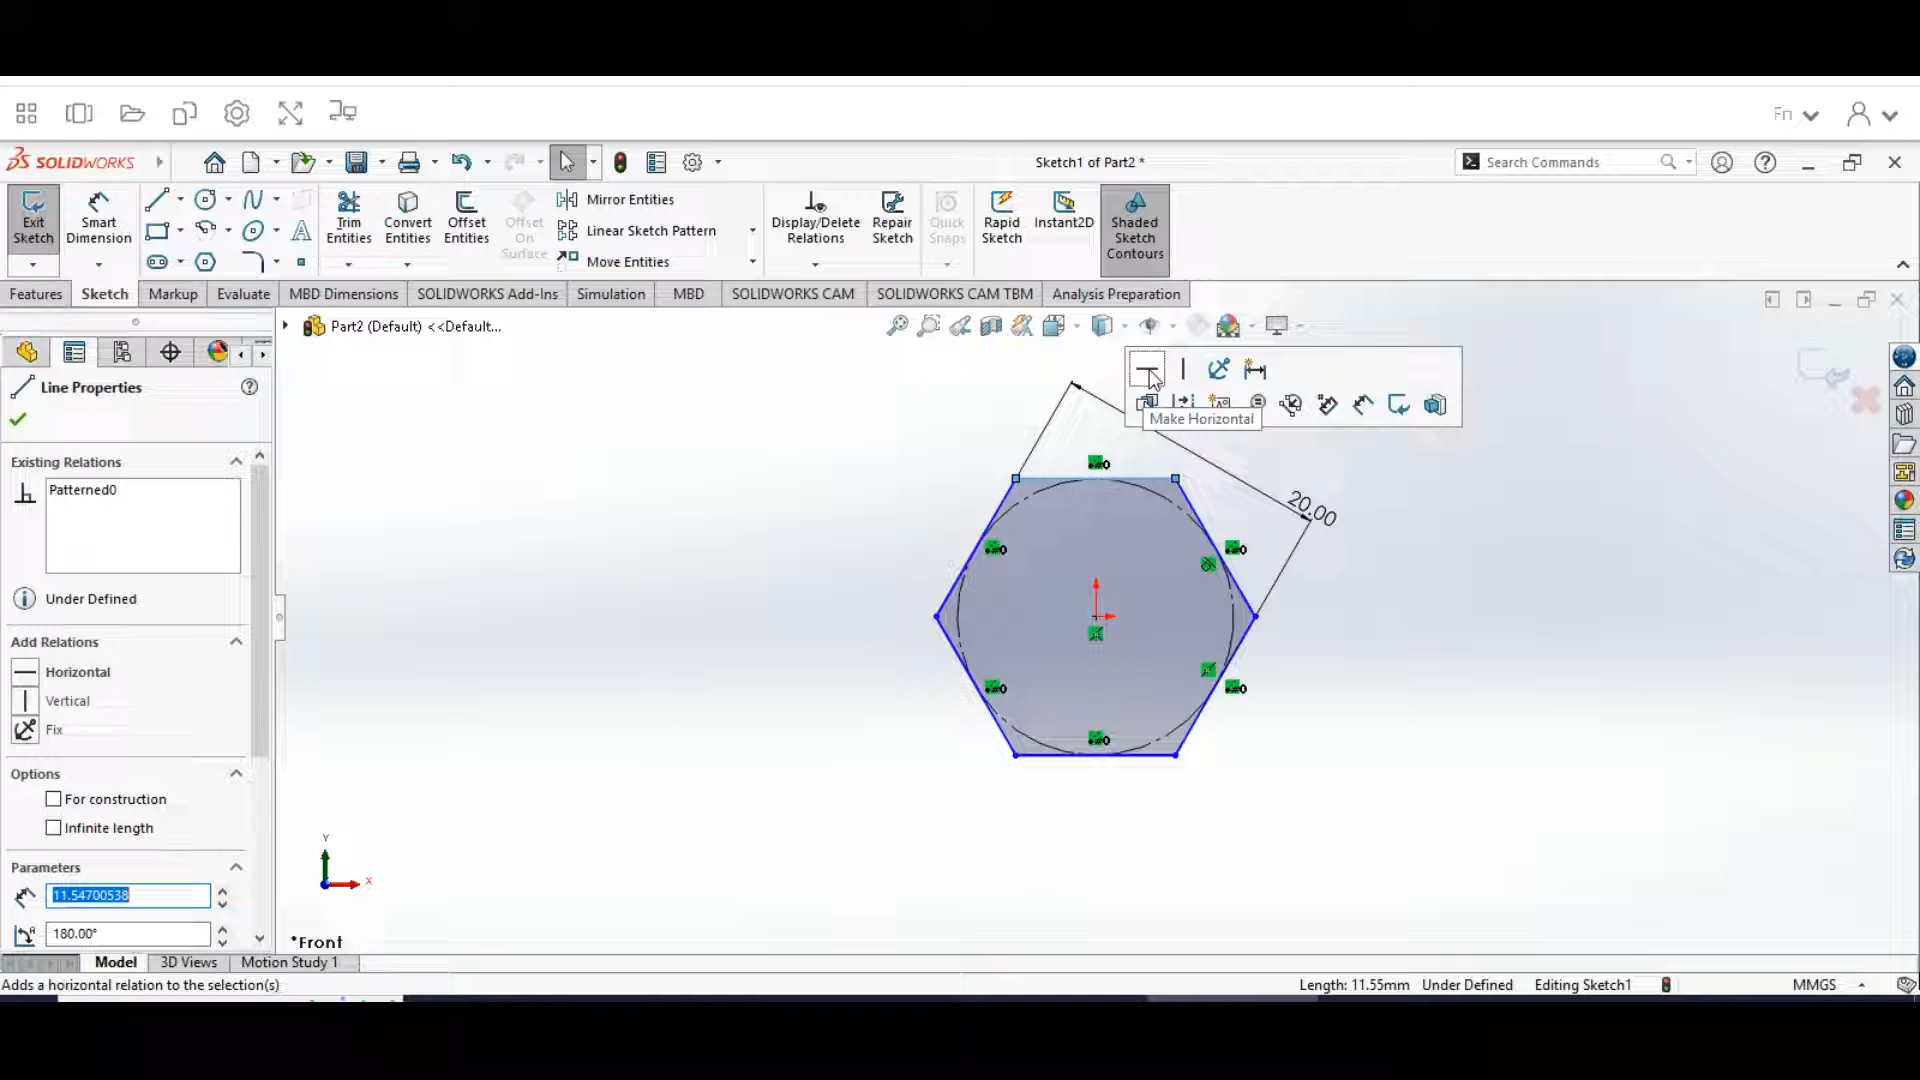 Fn
SOLIDWORKS
Sketch1 of Part2 *
Search Commands
Exit Sketch
Smart Dimension
Trim Entities
Convert Entities
Offset Entities
Offset On Surface
Mirror Entities
Linear Sketch Pattern
Move Entities
Display/Delete Relations
Repair Sketch
Quick Snaps
Rapid Sketch
Instant2D
Shaded Sketch Contours
Features
Sketch
Markup
Evaluate
MBD Dimensions
SOLIDWORKS Add-Ins
Simulation
MBD
SOLIDWORKS CAM
SOLIDWORKS CAM TBM
Analysis Preparation
Part2 (Default) <<Default...
Make Horizontal
20.00
Line Properties
Existing Relations
Patterned0
Under Defined
Add Relations
Horizontal
Vertical
Fix
Options
For construction
Infinite length
Parameters
11.54700538
180.00°
Y
X
*Front
Model
3D Views
Motion Study 1
Adds a horizontal relation to the selection(s)
Length: 11.55mm
Under Defined
Editing Sketch1
MMGS